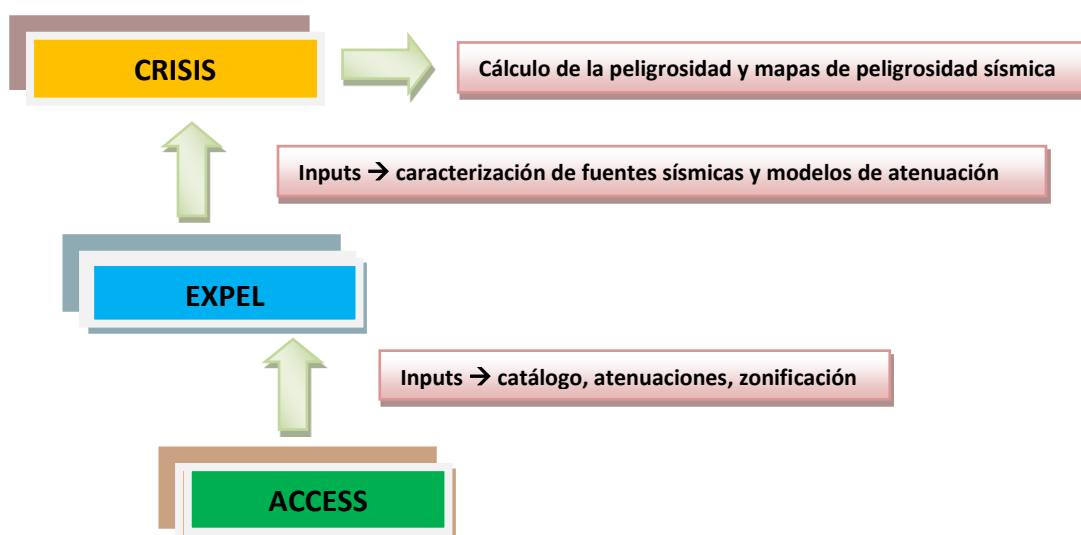 CRISIS
Cálculo de la peligrosidad y mapas de peligrosidad sísmica
Inputs → caracterización de fuentes sísmicas y modelos de atenuación
EXPEL
Inputs → catálogo, atenuaciones, zonificación
ACCESS